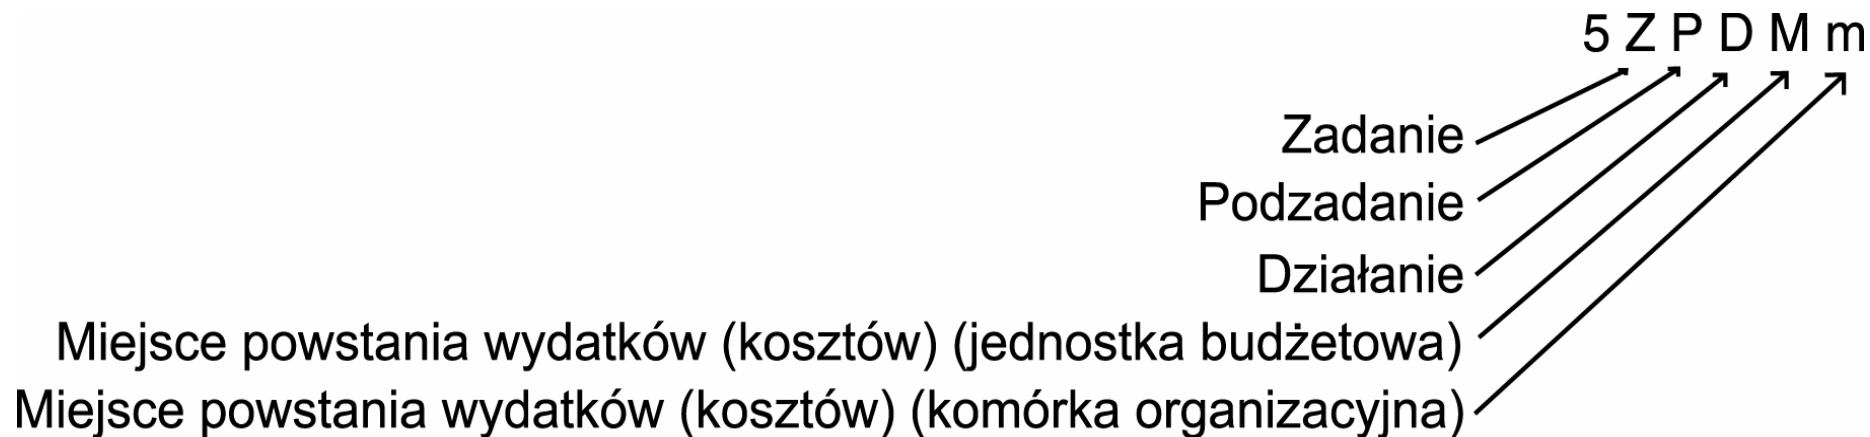 5 Z P D M m
Zadanie
Podzadanie
Działanie
Miejsce powstania wydatków (kosztów) (jednostka budżetowa)
Miejsce powstania wydatków (kosztów) (komórka organizacyjna)